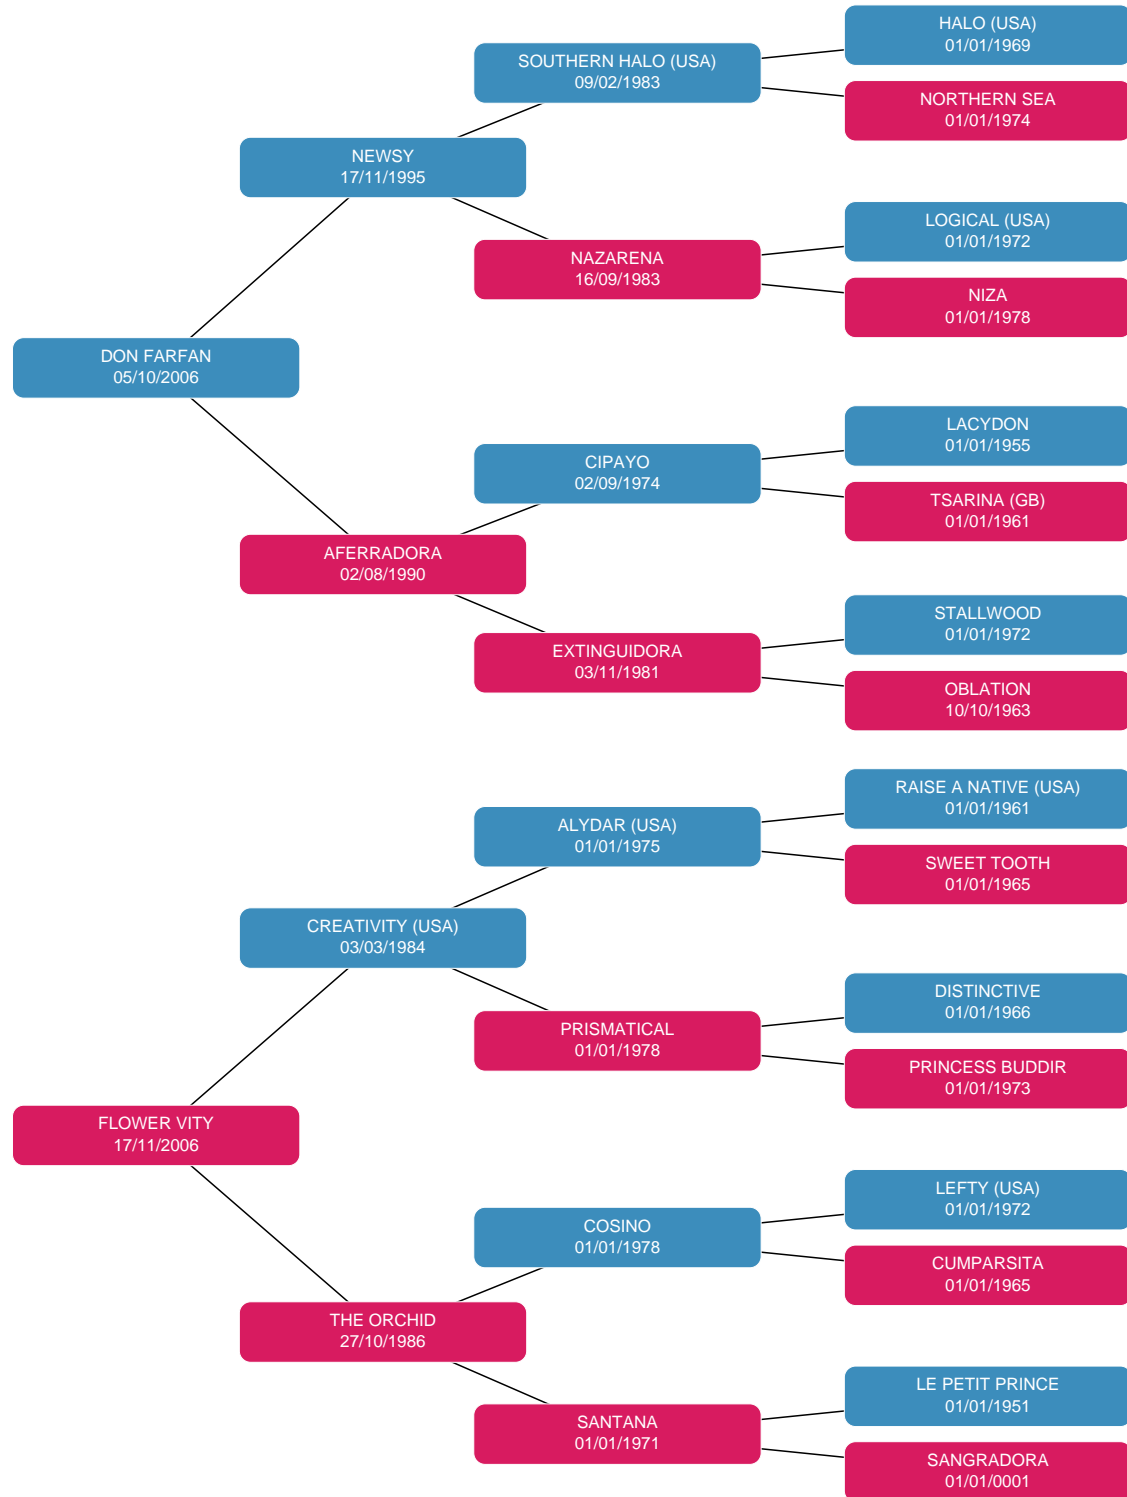 HALO (USA)
01/01/1969
SOUTHERN HALO (USA)
09/02/1983
NORTHERN SEA
01/01/1974
NEWSY
17/11/1995
LOGICAL (USA)
01/01/1972
NAZARENA
16/09/1983
NIZA
01/01/1978
DON FARFAN
05/10/2006
LACYDON
01/01/1955
CIPAYO
02/09/1974
TSARINA (GB)
01/01/1961
AFERRADORA
02/08/1990
STALLWOOD
01/01/1972
EXTINGUIDORA
03/11/1981
OBLATION
10/10/1963
RAISE A NATIVE (USA)
01/01/1961
ALYDAR (USA)
01/01/1975
SWEET TOOTH
01/01/1965
CREATIVITY (USA)
03/03/1984
DISTINCTIVE
01/01/1966
PRISMATICAL
01/01/1978
PRINCESS BUDDIR
01/01/1973
FLOWER VITY
17/11/2006
LEFTY (USA)
01/01/1972
COSINO
01/01/1978
CUMPARSITA
01/01/1965
THE ORCHID
27/10/1986
LE PETIT PRINCE
01/01/1951
SANTANA
01/01/1971
SANGRADORA
01/01/0001